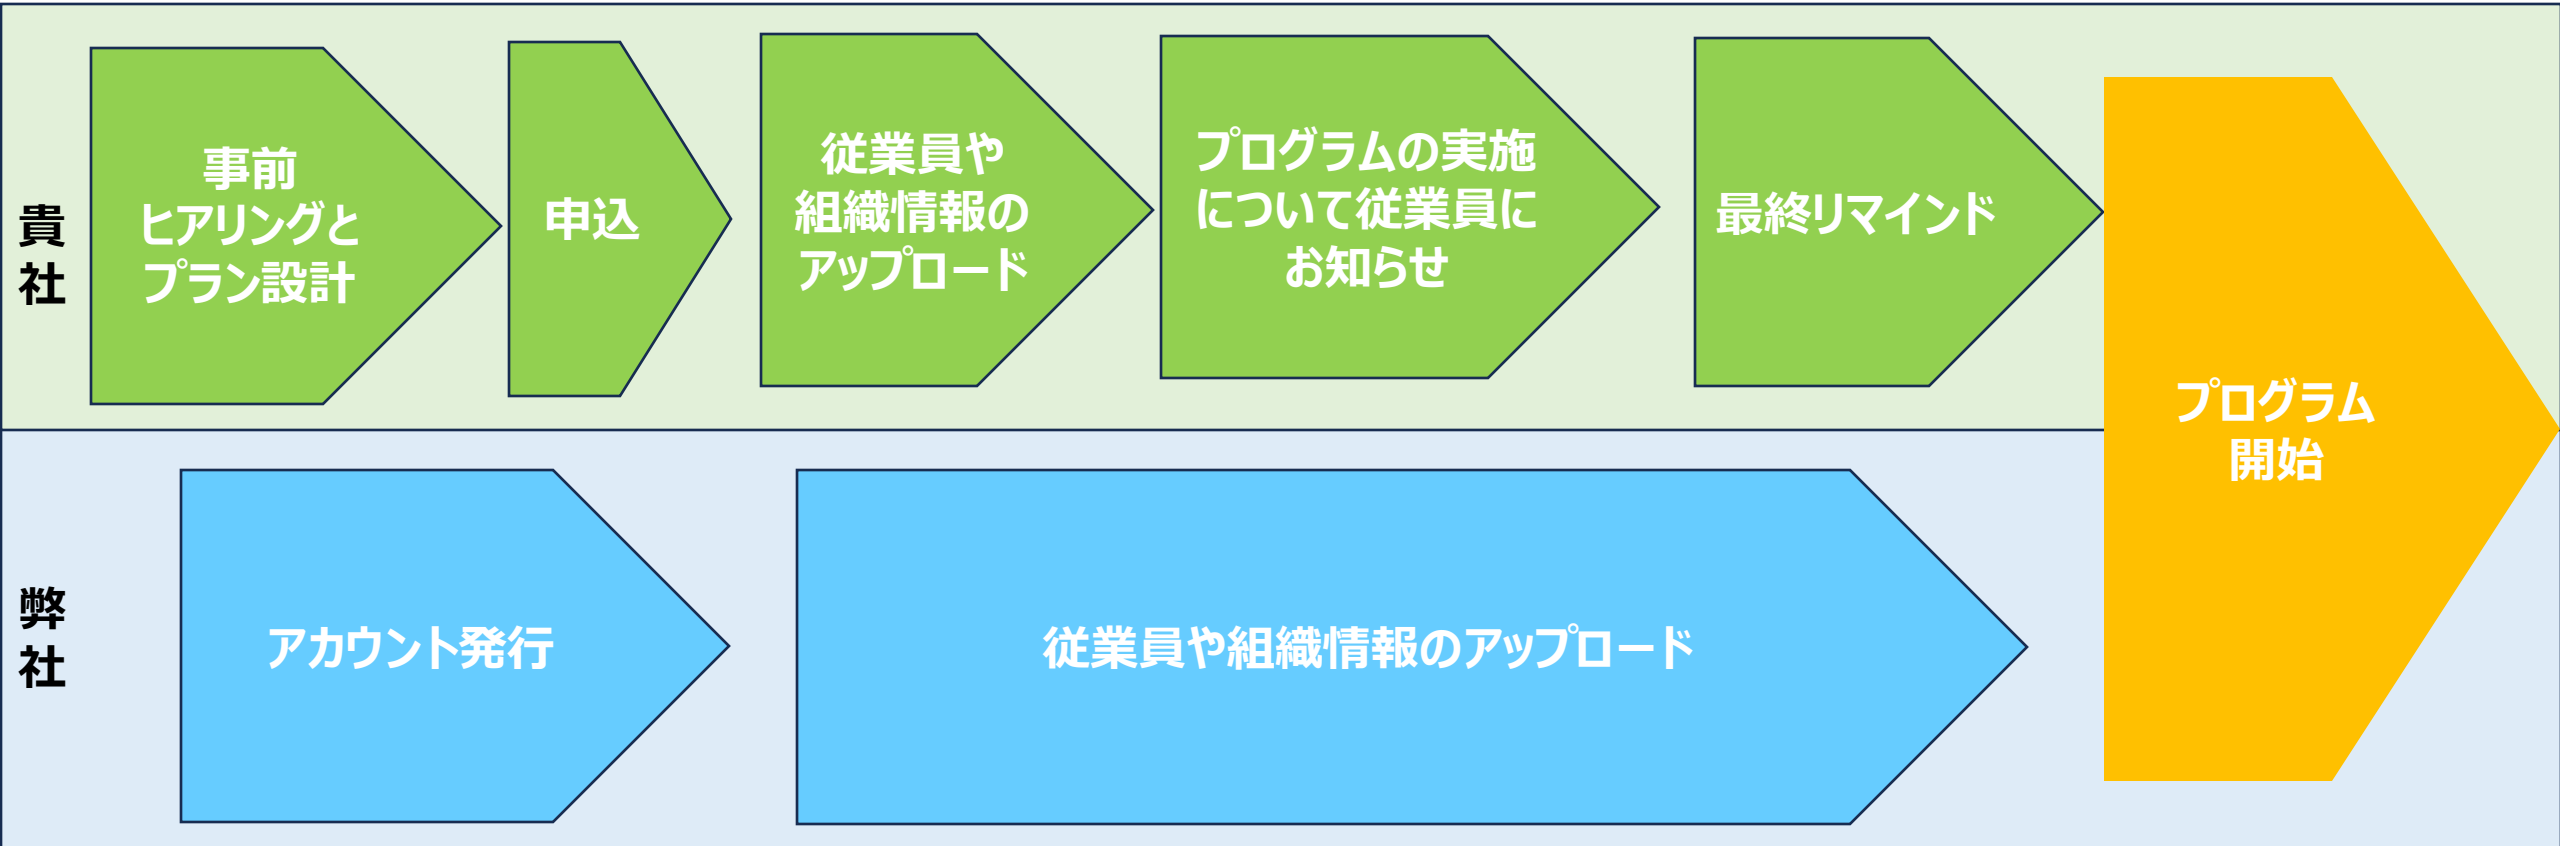 貴
社
事前
ヒアリングと
プラン設計
申込
従業員や
組織情報の
アップロード
プログラムの実施
について従業員に
お知らせ
最終リマインド
プログラム
開始
弊
社
アカウント発行
従業員や組織情報のアップロード